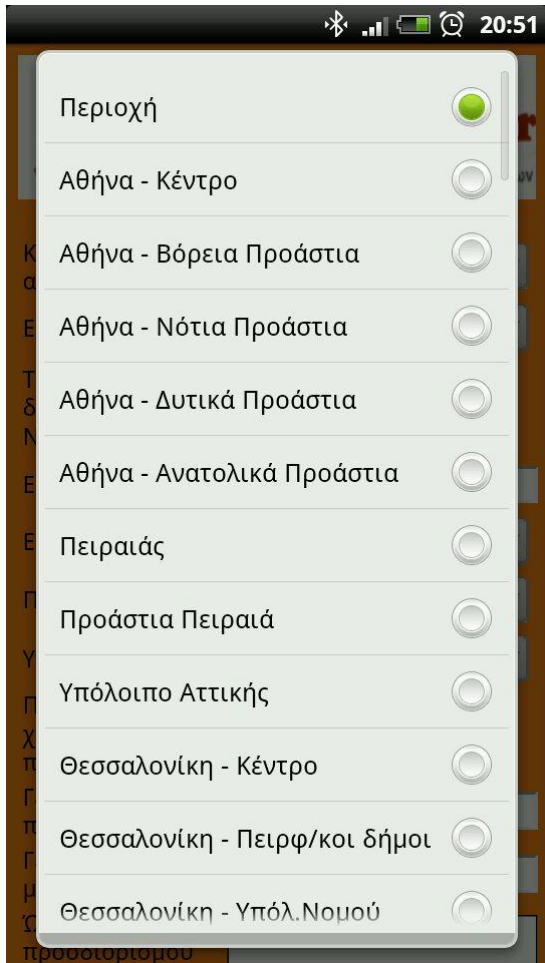 20:51
Περιοχή
Αθήνα - Κέντρο
Αθήνα - Βόρεια Προάστια
Αθήνα - Νότια Προάστια
Αθήνα - Δυτικά Προάστια
Αθήνα - Ανατολικά Προάστια
Πειραιάς
Προάστια Πειραιά
Υπόλοιπο Αττικής
Θεσσαλονίκη - Κέντρο
Θεσσαλονίκη - Πειρφ/κοι δήμοι
Θεσσαλονίκη - Υπόλ.Νομού
προσδιορισμού